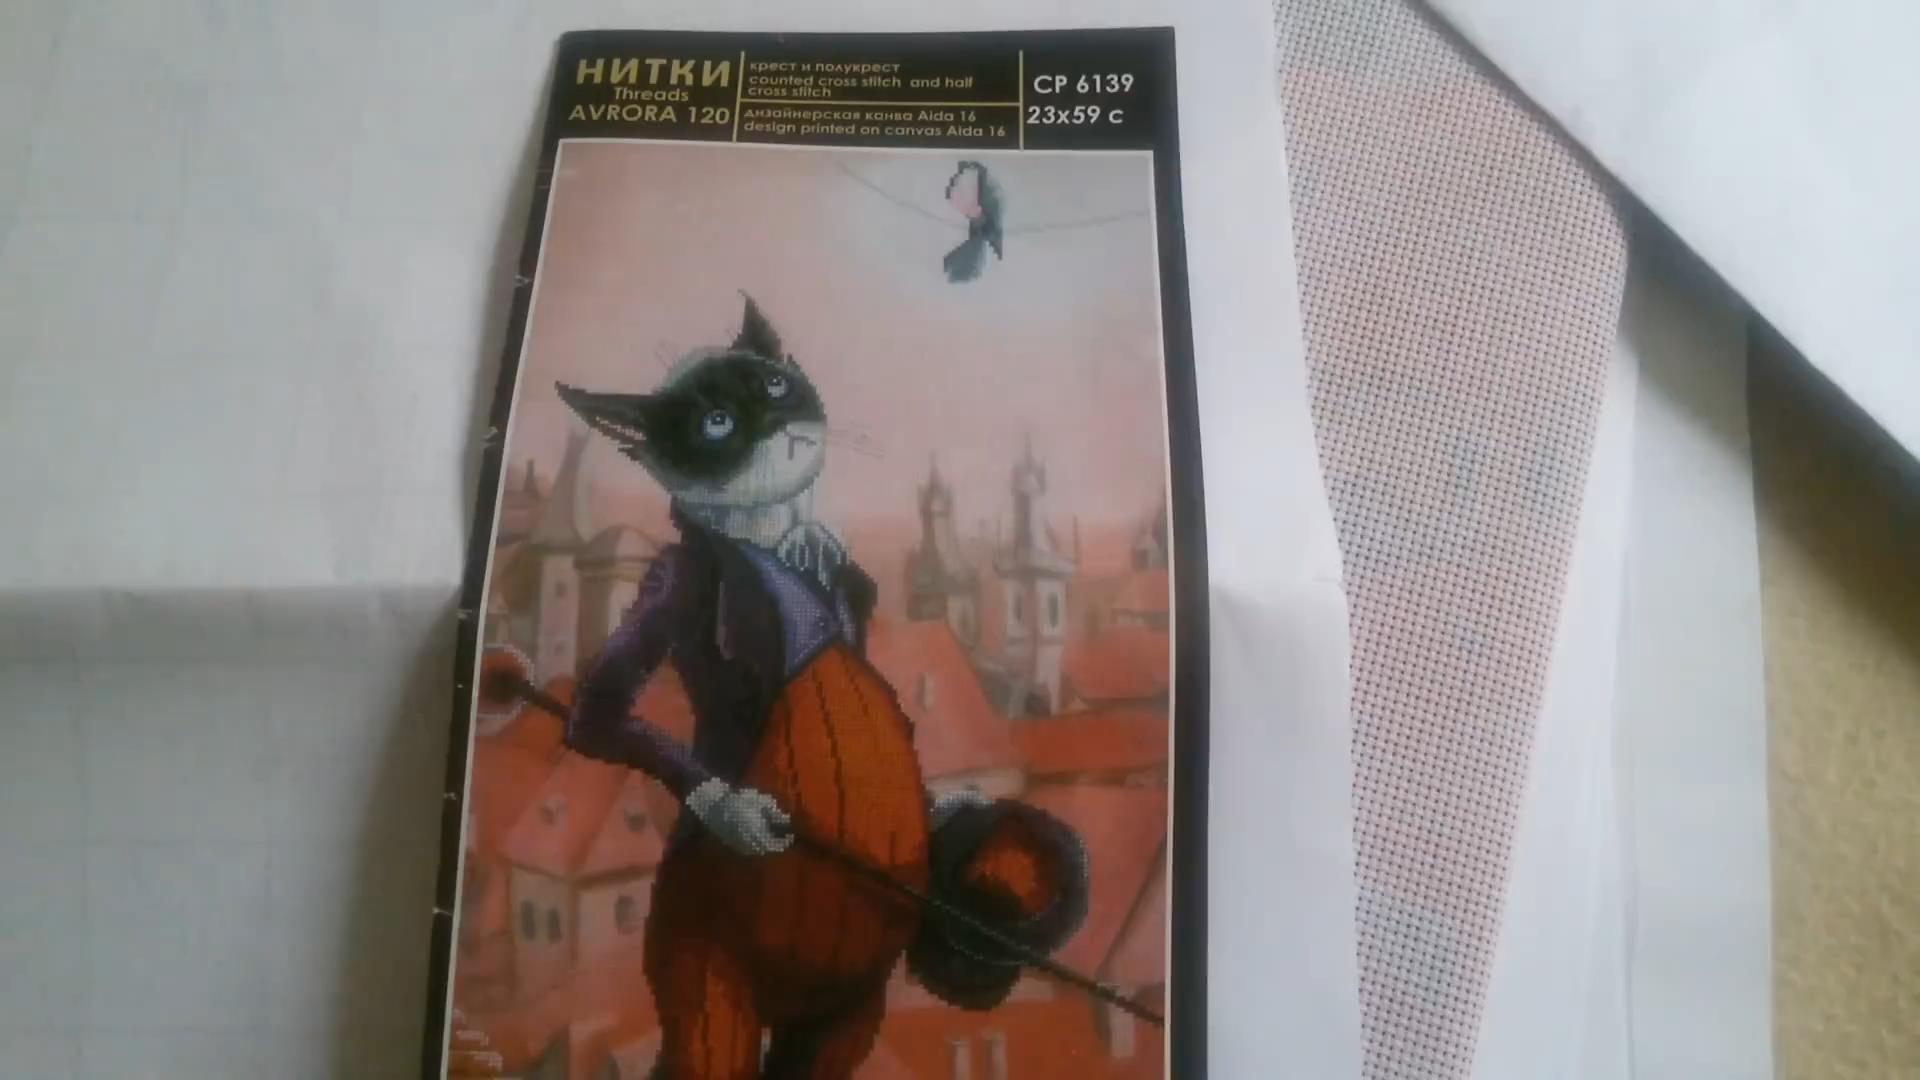 НИТКИ
Threads
AVRORA 120
крест и полукрест
counted cross stitch and half
cross stitch
дизайнерская канва Aida 16
design printed on canvas Aida 16
СР 6139
23x59 с